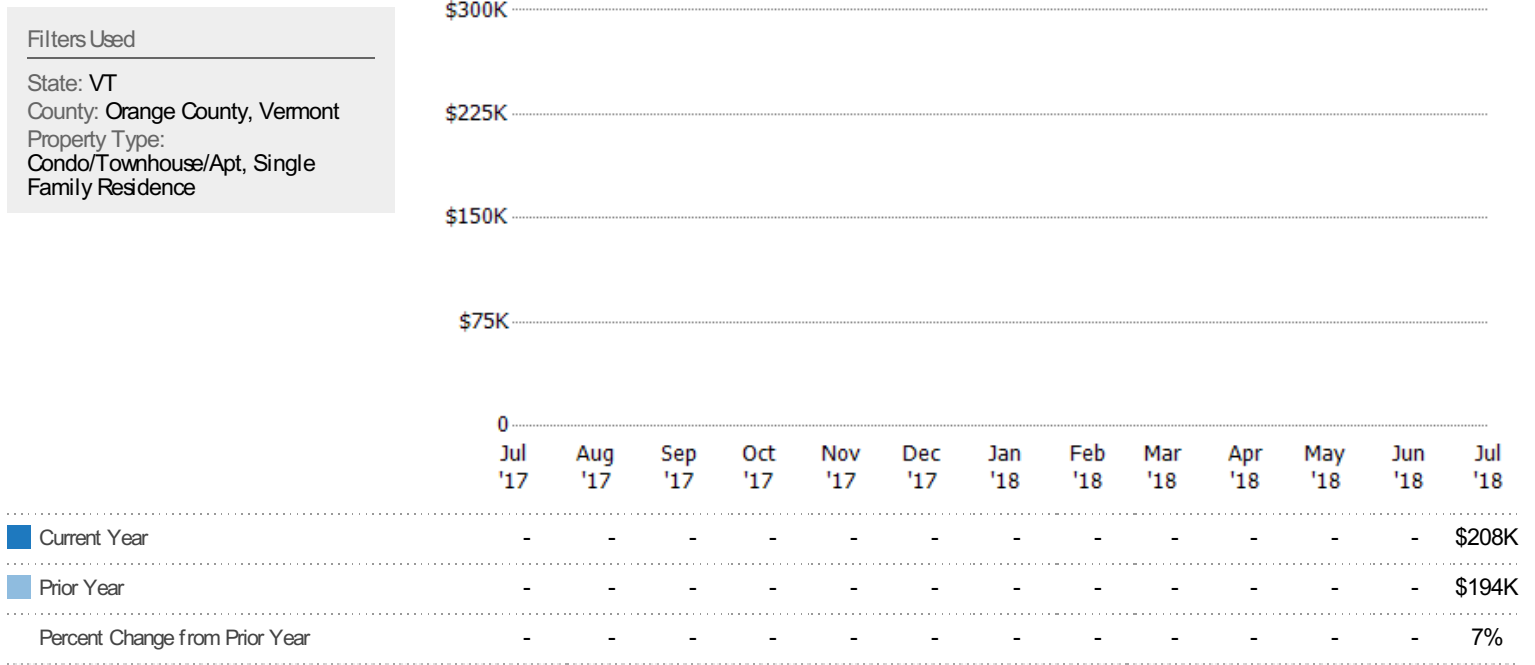 Filters Used
State: VT
County: Orange County, Vermont
Property Type:
Condo/Townhouse/Apt, Single
Family Residence
$300K
$225K
$150K
$75K
0
Jul Aug Sep Oct Nov Dec Jan Feb Mar Apr May Jun Jul
'17 '17 '17 '17 '17 '17 '18 '18 '18 '18 '18 '18 '18
Current Year - - - - - - - - - - - - $208K
Prior Year - - - - - - - - - - - - $194K
Percent Change from Prior Year - - - - - - - - - - - - 7%